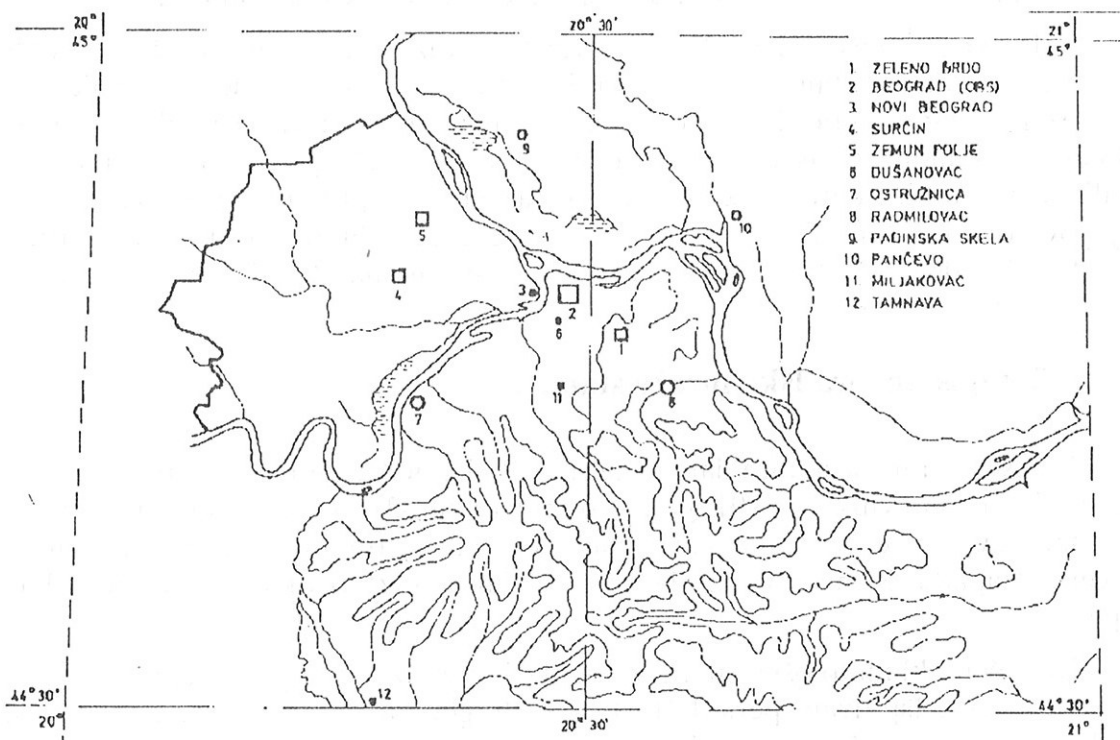 20°
45°
20° 30'
21°
45°
1 ZELENO BRDO
2 BEOGRAD (OBS)
3 NOVI BEOGRAD
4 SURČIN
5 ZEMUN POLJE
6 DUŠANOVAC
7 OSTRUŽNICA
8 RADMILOVAC
9 PADINSKA SKELA
10 PANČEVO
11 MILJAKOVAC
12 TAMNAVA
9
5
10
4
3
2
6
1
11
7
8
12
44° 30'
20°
20° 30'
44° 30'
21°